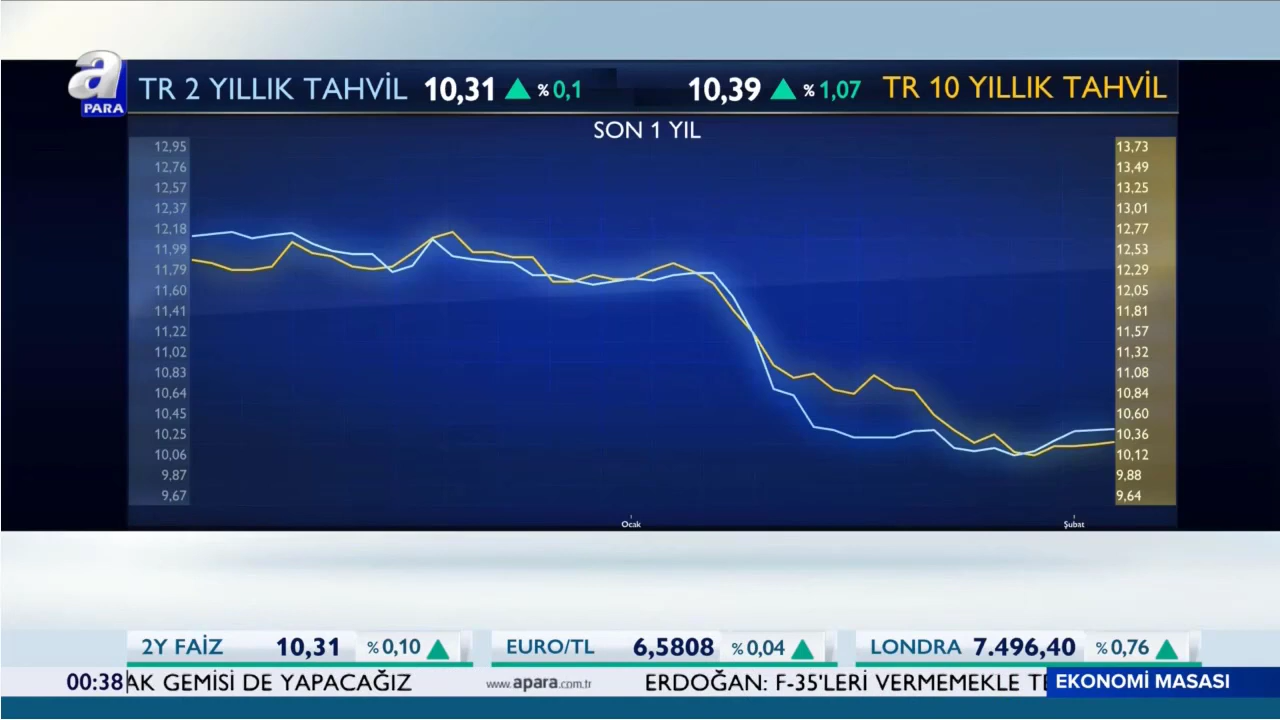 a
PARA
TR 2 YILLIK TAHVİL 10,31 %0,1 10,39 %1,07 TR 10 YILLIK TAHVİL
SON 1 YIL
12,95 13,73
12,76 13,49
12,57 13,25
12,37 13,01
12,18 12,77
11,99 12,53
11,79 12,29
11,60 12,05
11,41 11,81
11,22 11,57
11,02 11,32
10,83 11,08
10,64 10,84
10,45 10,60
10,25 10,36
10,06 10,12
9,87 9,88
9,67 9,64
Ocak Şubat
2Y FAİZ 10,31 %0,10 EURO/TL 6,5808 %0,04 LONDRA 7.496,40 %0,76
00:38 AK GEMİSİ DE YAPACAĞIZ www.apara.com.tr ERDOĞAN: F-35'LERİ VERMEMEKLE EKONOMİ MASASI